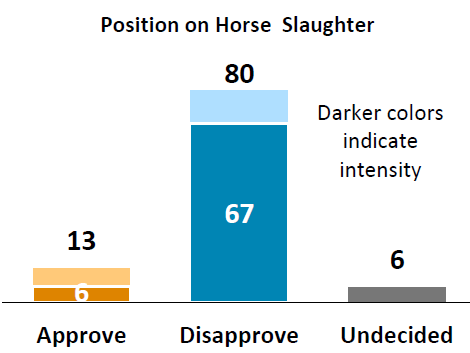 Position on Horse Slaughter
80
Darker colors
indicate
intensity
13
67
6
6
Approve
Disapprove
Undecided